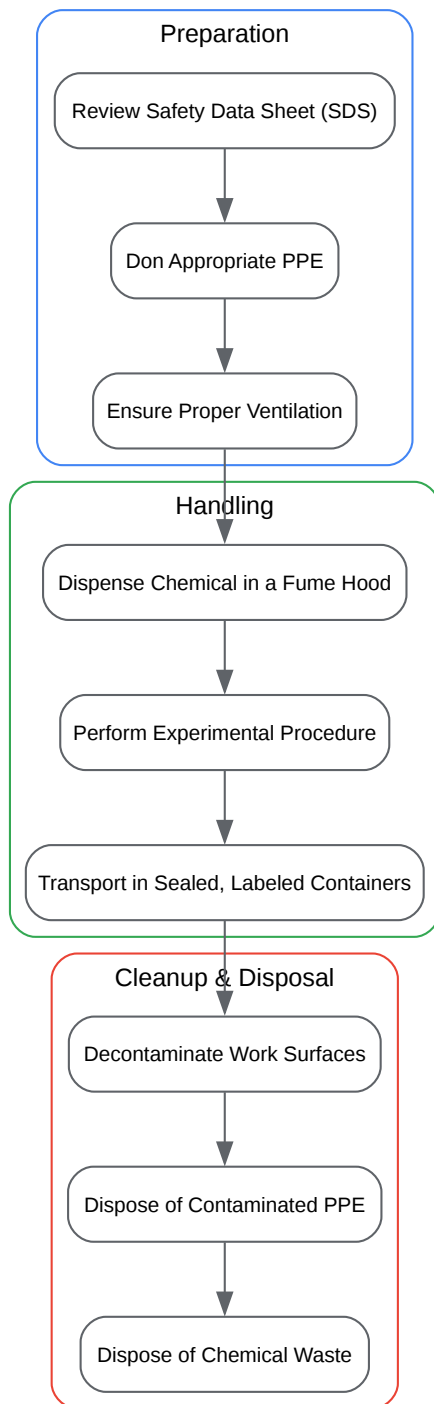 Preparation
Review Safety Data Sheet (SDS)
Don Appropriate PPE
Ensure Proper Ventilation
Handling
Dispense Chemical in a Fume Hood
Perform Experimental Procedure
Transport in Sealed, Labeled Containers
Cleanup & Disposal
Decontaminate Work Surfaces
Dispose of Contaminated PPE
Dispose of Chemical Waste